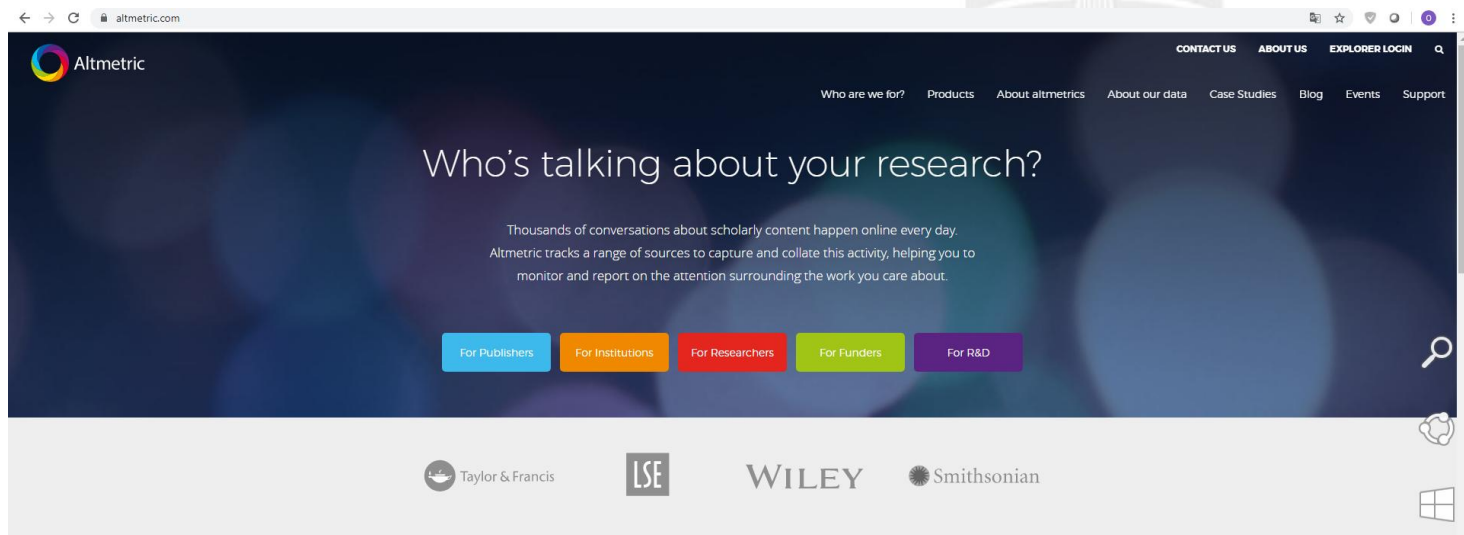 altmetric.com
O
Altmetric
CONTACT US ABOUT US EXPLORER LOGIN
Who are we for? Products About altmetrics About our data Case Studies Blog Events Support
Who's talking about your research?
Thousands of conversations about scholarly content happen online every day.
Altmetric tracks a range of sources to capture and collate this activity, helping you to
monitor and report on the attention surrounding the work you care about.
For Publishers For Institutions For Researchers For Funders For R&D
Taylor & Francis LSE WILEY Smithsonian